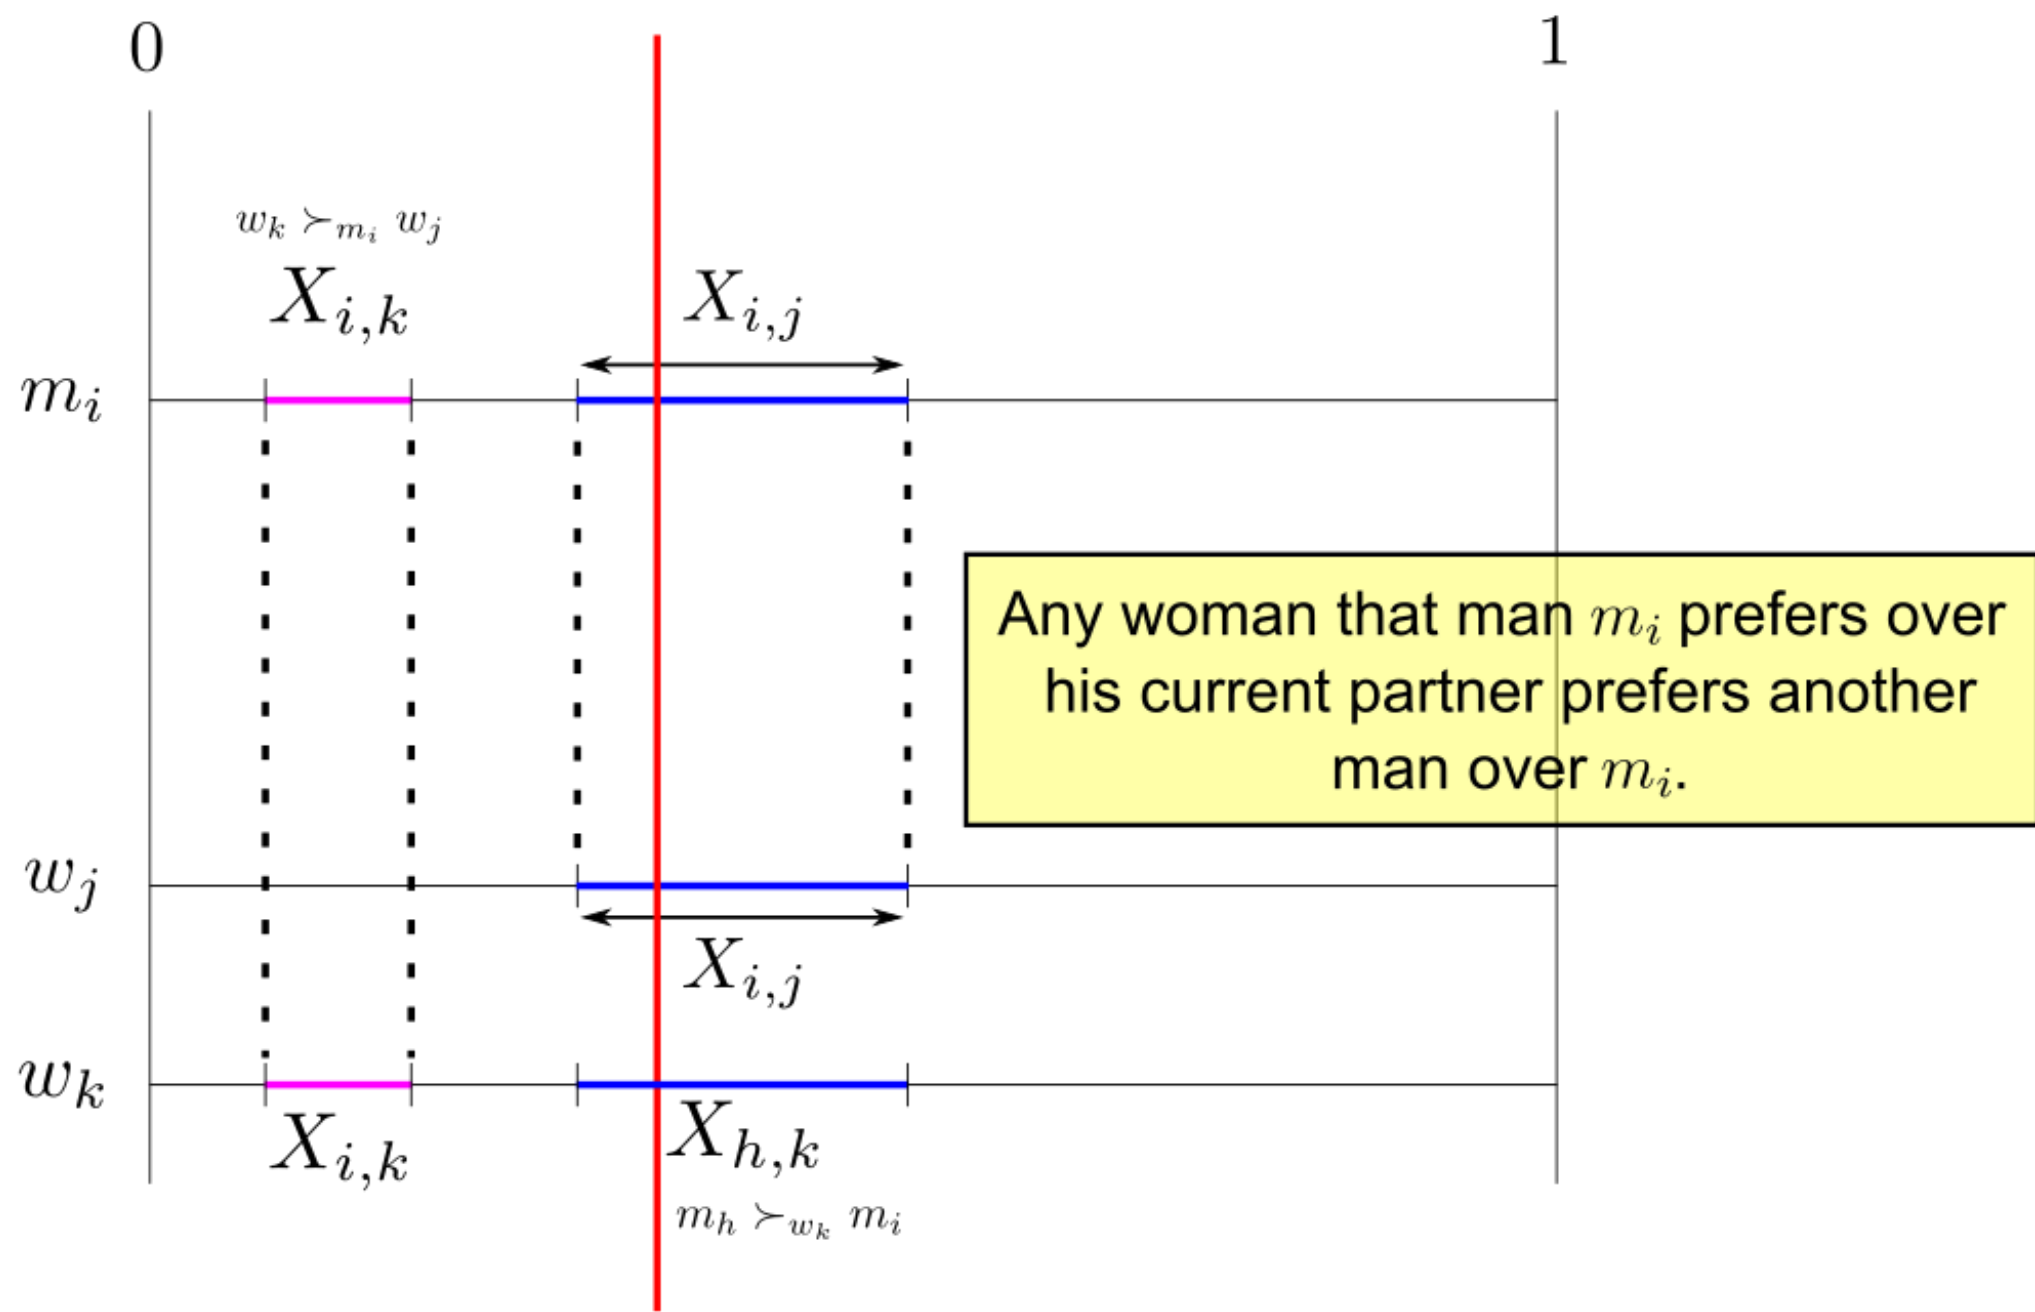 0 1
w_k ≻_{m_i} w_j
X_{i,k} X_{i,j}
m_i
Any woman that man m_i prefers over
his current partner prefers another
man over m_i.
w_j
X_{i,j}
w_k
X_{i,k} X_{h,k}
m_h ≻_{w_k} m_i